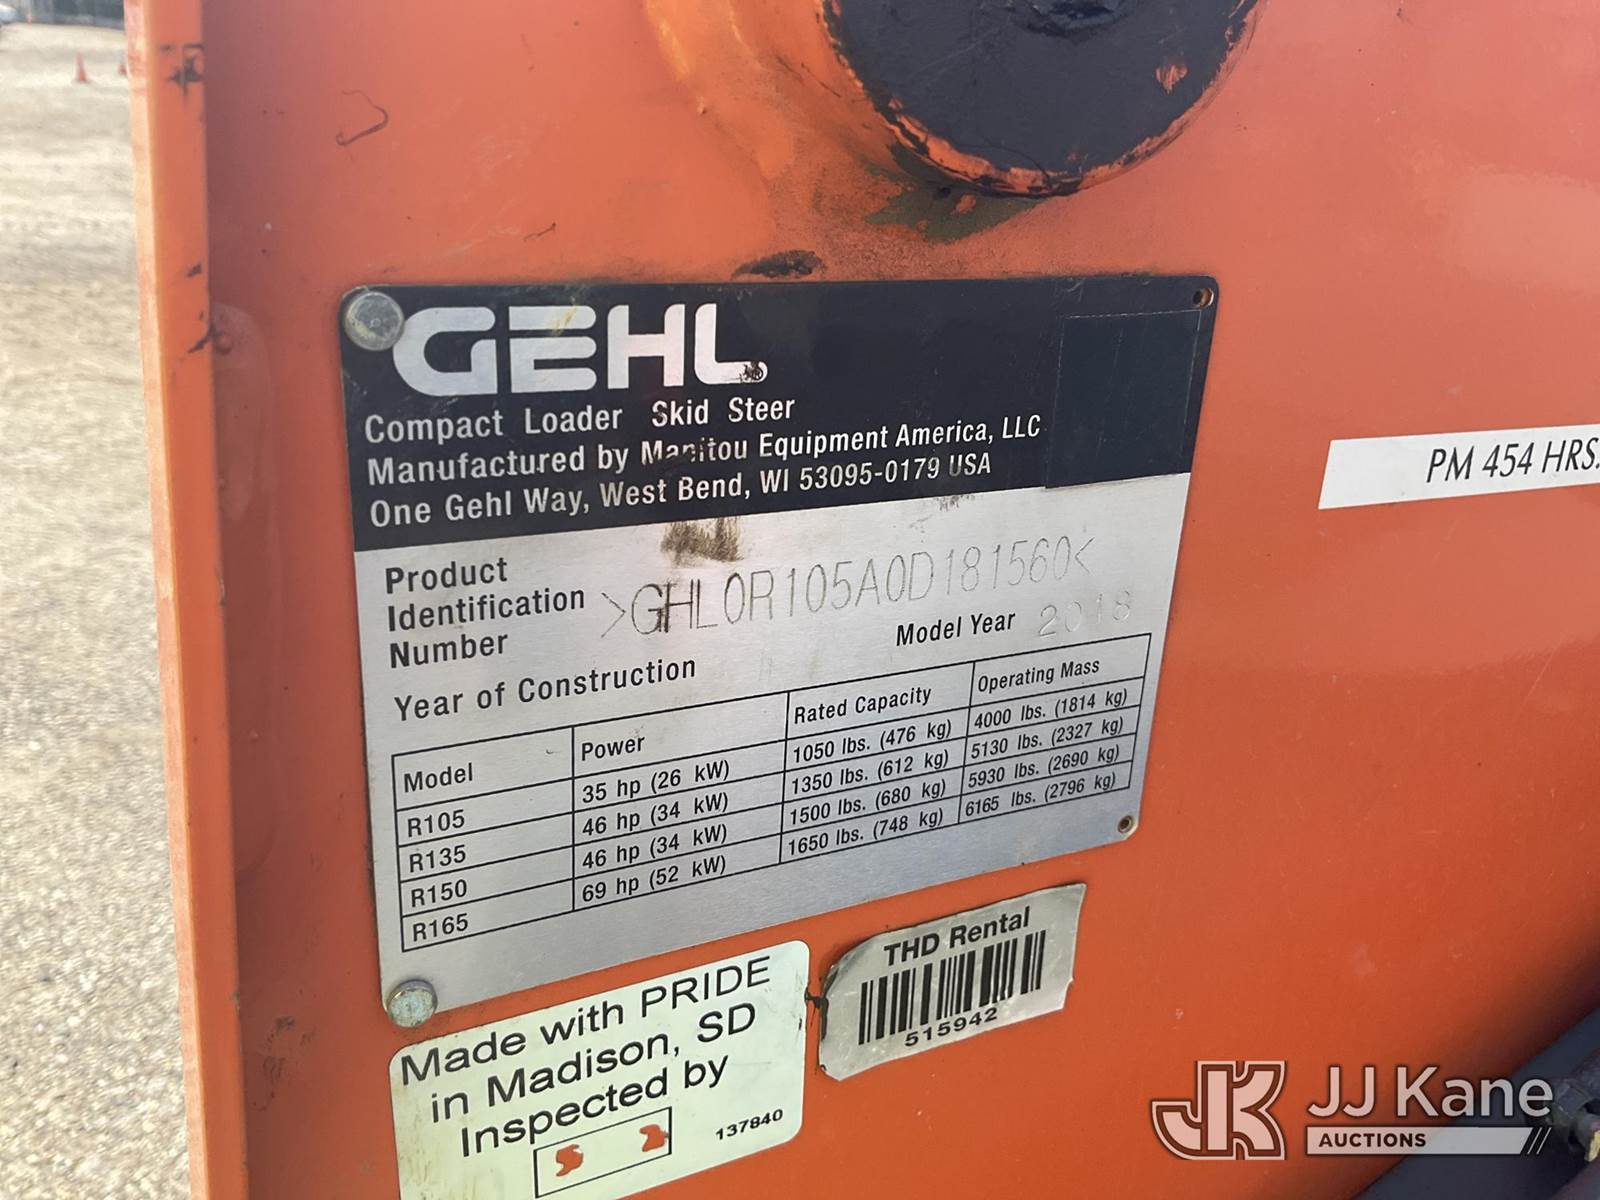 GEHL®
Compact Loader Skid Steer
Manufactured by Manitou Equipment America, LLC
One Gehl Way, West Bend, WI 53095-0179 USA
Product
Identification
Number
>GHL0R105A0D181560<
Model Year 2018
Year of Construction
Model Power Rated Capacity Operating Mass
R105 35 hp (26 kW) 1050 lbs. (476 kg) 4000 lbs. (1814 kg)
R135 46 hp (34 kW) 1350 lbs. (612 kg) 5130 lbs. (2327 kg)
R150 46 hp (34 kW) 1500 lbs. (680 kg) 5930 lbs. (2690 kg)
R165 69 hp (52 kW) 1650 lbs. (748 kg) 6165 lbs. (2796 kg)
PM 454 HRS.
THD Rental
515942
Made with PRIDE
in Madison, SD
Inspected by
137840
JK JJ Kane
AUCTIONS